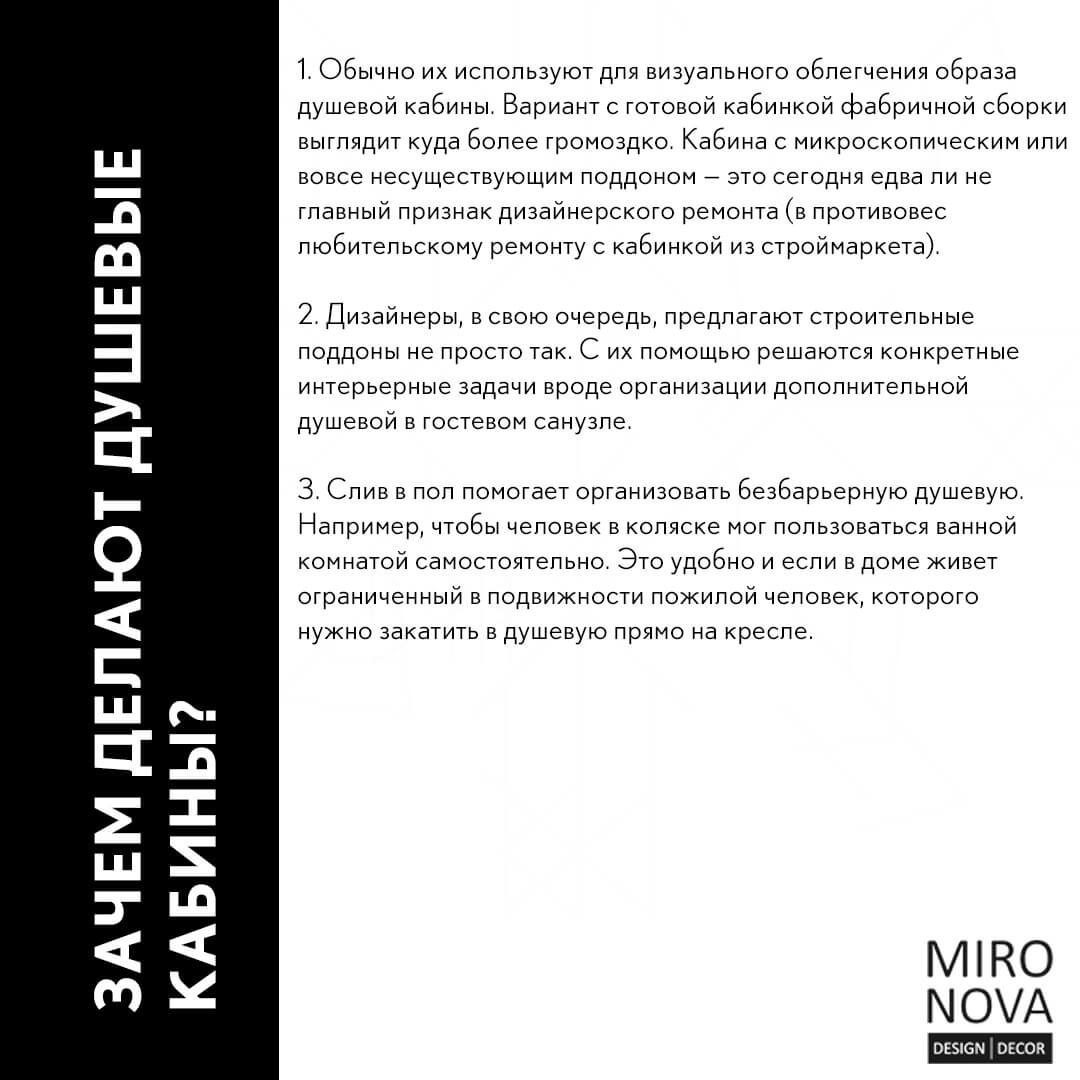 ЗАЧЕМ ДЕЛАЮТ ДУШЕВЫЕ
КАБИНЫ?
1. Обычно их используют для визуального облегчения образа
душевой кабины. Вариант с готовой кабинкой фабричной сборки
выглядит куда более громоздко. Кабина с микроскопическим или
вовсе несуществующим поддоном – это сегодня едва ли не
главный признак дизайнерского ремонта (в противовес
любительскому ремонту с кабинкой из строймаркета).
2. Дизайнеры, в свою очередь, предлагают строительные
поддоны не просто так. С их помощью решаются конкретные
интерьерные задачи вроде организации дополнительной
душевой в гостевом санузле.
3. Слив в пол помогает организовать безбарьерную душевую.
Например, чтобы человек в коляске мог пользоваться ванной
комнатой самостоятельно. Это удобно и если в доме живет
ограниченный в подвижности пожилой человек, которого
нужно закатить в душевую прямо на кресле.
MIRO
NOVA
DESIGN | DECOR